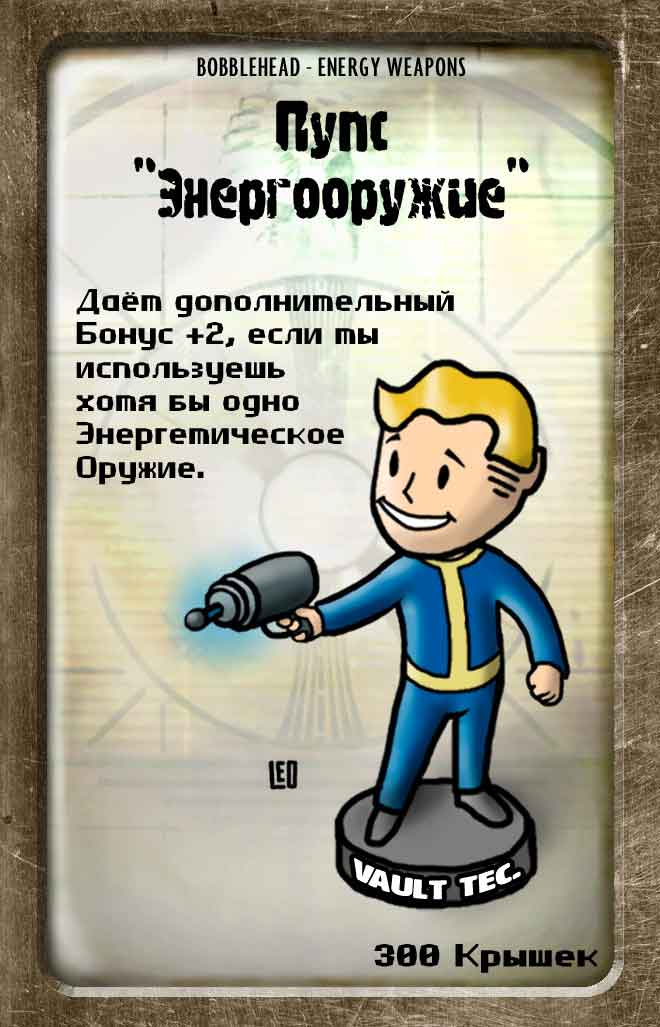 BOBBLEHEAD - ENERGY WEAPONS
Пупс
"Энергооружие"
Даёт дополнительный
Бонус +2, если ты
используешь
хотя бы одно
Энергетическое
Оружие.
LEO
VAULT TEC.
300 Крышек